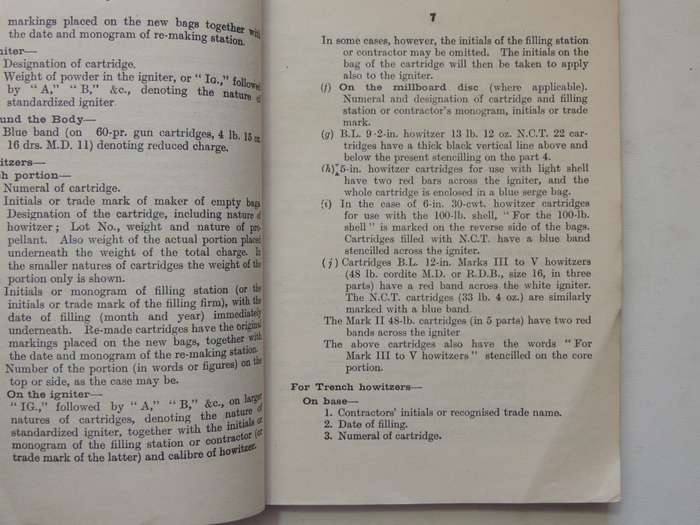 markings placed on the new bags together with
the date and monogram of re-making station.
niter—
Designation of cartridge.
Weight of powder in the igniter, or "IG.," followed
by "A," "B," &c., denoting the nature of
standardized igniter
und the Body—
Blue band (on 60-pr. gun cartridges, 4 lb. 15 oz
16 drs. M.D. 11) denoting reduced charge.
itzers—
h portion—
Numeral of cartridge.
Initials or trade mark of maker of empty bags
Designation of the cartridge, including nature of
howitzer; Lot No., weight and nature of pro-
pellant. Also weight of the actual portion placed
underneath the weight of the total charge. In
the smaller natures of cartridges the weight of the
portion only is shown.
Initials or monogram of filling station (or the
initials or trade mark of the filling firm), with the
date of filling (month and year) immediately
underneath. Re-made cartridges have the original
markings placed on the new bags, together with
the date and monogram of the re-making station.
Number of the portion (in words or figures) on the
top or side, as the case may be.
On the igniter—
"IG.," followed by "A," "B," &c., on larger
natures of cartridges, denoting the nature of
standardized igniter, together with the initials or
monogram of the filling station or contractor (or
trade mark of the latter) and calibre of howitzer.
7
In some cases, however, the initials of the filling station
or contractor may be omitted. The initials on the
bag of the cartridge will then be taken to apply
also to the igniter.
(f) On the millboard disc (where applicable).
Numeral and designation of cartridge and filling
station or contractor's monogram, initials or trade
mark.
(g) B.L. 9·2-in. howitzer 13 lb. 12 oz. N.C.T. 22 car-
tridges have a thick black vertical line above and
below the present stencilling on the part 4.
(h) 5-in. howitzer cartridges for use with light shell
have two red bars across the igniter, and the
whole cartridge is enclosed in a blue serge bag.
(i) In the case of 6-in. 30-cwt. howitzer cartridges
for use with the 100-lb. shell, "For the 100-lb.
shell" is marked on the reverse side of the bags.
Cartridges filled with N.C.T. have a blue band
stencilled across the igniter.
(j) Cartridges B.L. 12-in. Marks III to V howitzers
(48 lb. cordite M.D. or R.D.B., size 16, in three
parts) have a red band across the white igniter.
The N.C.T. cartridges (33 lb. 4 oz.) are similarly
marked with a blue band.
The Mark II 48-lb. cartridges (in 5 parts) have two red
bands across the igniter
The above cartridges also have the words "For
Mark III to V howitzers" stencilled on the core
portion.
For Trench howitzers—
On base—
1. Contractors' initials or recognised trade name.
2. Date of filling.
3. Numeral of cartridge.